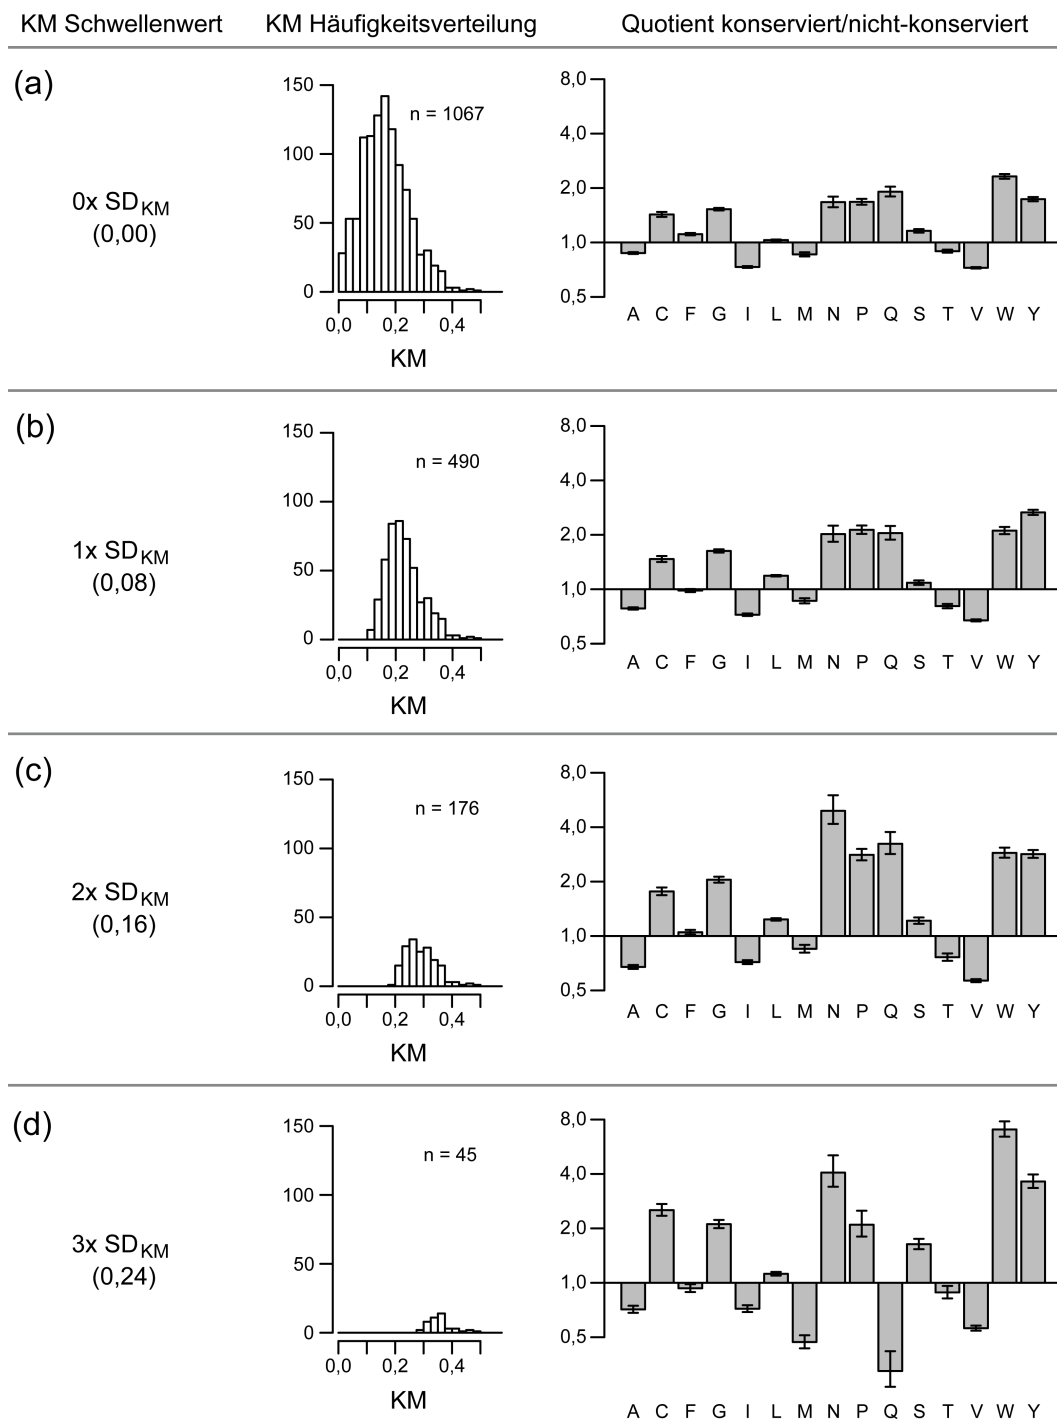 KM Schwellenwert KM Häufigkeitsverteilung Quotient konserviert/nicht-konserviert
(a)
0x SDKM
(0,00)
150
100
50
0
n = 1067
0,0 0,2 0,4
KM
8,0
4,0
2,0
1,0
0,5
A C F G I L M N P Q S T V W Y
(b)
1x SDKM
(0,08)
150
100
50
0
n = 490
0,0 0,2 0,4
KM
8,0
4,0
2,0
1,0
0,5
A C F G I L M N P Q S T V W Y
(c)
2x SDKM
(0,16)
150
100
50
0
n = 176
0,0 0,2 0,4
KM
8,0
4,0
2,0
1,0
0,5
A C F G I L M N P Q S T V W Y
(d)
3x SDKM
(0,24)
150
100
50
0
n = 45
0,0 0,2 0,4
KM
8,0
4,0
2,0
1,0
0,5
A C F G I L M N P Q S T V W Y